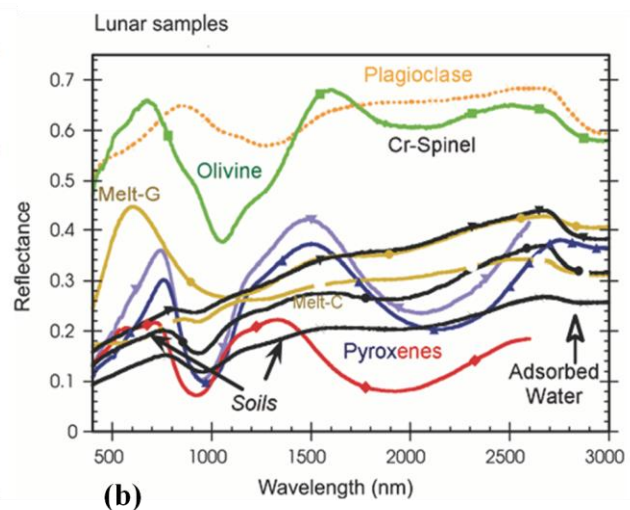 Lunar samples
Plagioclase
Olivine
Cr-Spinel
Melt-G
Melt-C
Pyroxenes
Soils
Adsorbed
Water
Reflectance
0.7
0.6
0.5
0.4
0.3
0.2
0.1
0
500
1000
1500
2000
2500
3000
Wavelength (nm)
(b)